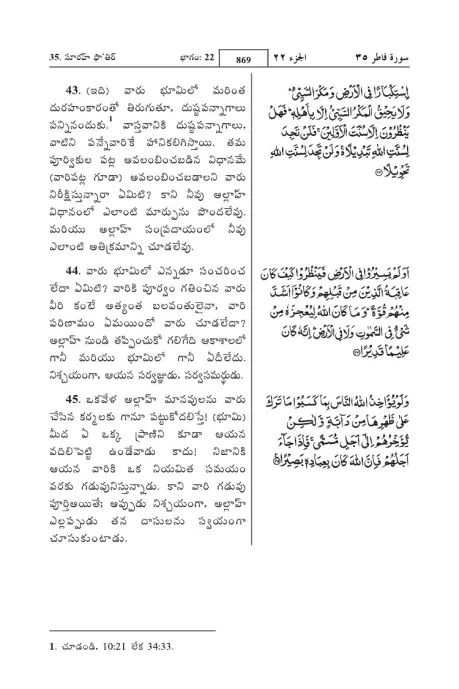 35. సూరహ్ ఫా'తిర్ భాగం: 22 869 الجزء ٢٢ سورة فاطر ٣٥
43. (ఇది) వారు భూమిలో మరింత
దురహంకారంతో తిరుగుతూ, దుష్టపన్నాగాలు
పన్నినందుకు.1 వాస్తవానికి దుష్టపన్నాగాలు,
వాటిని పన్నేవారికే హానికలిగిస్తాయి. తమ
పూర్వికుల పట్ల అవలంబించబడిన విధానమే
(వారిపట్ల గూడా) అవలంబించబడాలని వారు
నిరీక్షిస్తున్నారా ఏమిటి? కాని నీవు అల్లాహ్
విధానంలో ఎలాంటి మార్పును పొందలేవు.
మరియు అల్లాహ్ సంప్రదాయంలో నీవు
ఎలాంటి అతిక్రమాన్ని చూడలేవు.
إِسْتِكْبَارًا فِي الْأَرْضِ وَمَكْرَ السَّيِّئِ ۚ
وَلَا يَحِيقُ الْمَكْرُ السَّيِّئُ إِلَّا بِأَهْلِهِ ۚ فَهَلْ
يَنْظُرُونَ إِلَّا سُنَّتَ الْأَوَّلِينَ ۚ فَلَنْ تَجِدَ
لِسُنَّتِ اللَّهِ تَبْدِيلًا ۚ وَلَنْ تَجِدَ لِسُنَّتِ اللَّهِ
تَحْوِيلًا ۝
44. వారు భూమిలో ఎన్నడూ సంచరించ
లేదా ఏమిటి? వారికి పూర్వం గతించిన వారు
వీరి కంటే అత్యంత బలవంతులైనా, వారి
పరిణామం ఏమయిందో వారు చూడలేదా?
అల్లాహ్ నుండి తప్పించుకో గలిగేది ఆకాశాలలో
గానీ మరియు భూమిలో గానీ ఏదీలేదు.
నిశ్చయంగా, ఆయన సర్వజ్ఞుడు, సర్వసమర్థుడు.
أَوَلَمْ يَسِيرُوا فِي الْأَرْضِ فَيَنْظُرُوا كَيْفَ كَانَ
عَاقِبَةُ الَّذِينَ مِنْ قَبْلِهِمْ وَكَانُوا أَشَدَّ
مِنْهُمْ قُوَّةً ۚ وَمَا كَانَ اللَّهُ لِيُعْجِزَهُ مِنْ
شَيْءٍ فِي السَّمَوَاتِ وَلَا فِي الْأَرْضِ ۚ إِنَّهُ كَانَ
عَلِيمًا قَدِيرًا ۝
45. ఒకవేళ అల్లాహ్ మానవులను వారు
చేసిన కర్మలకు గానూ పట్టుకోదలిస్తే! (భూమి)
మీద ఏ ఒక్క ప్రాణిని కూడా ఆయన
వదిలిపెట్టి ఉండేవాడు కాదు! నిజానికి
ఆయన వారికి ఒక నియమిత సమయం
వరకు గడువునిస్తున్నాడు. కాని వారి గడువు
పూర్తిఅయితే; అప్పుడు నిశ్చయంగా, అల్లాహ్
ఎల్లప్పుడు తన దాసులను స్వయంగా
చూసుకుంటాడు.
وَلَوْ يُؤَاخِذُ اللَّهُ النَّاسَ بِمَا كَسَبُوا مَا تَرَكَ
عَلَى ظَهْرِهَا مِنْ دَابَّةٍ وَّلَكِنْ
يُؤَخِّرُهُمْ إِلَى أَجَلٍ مُسَمًّى ۚ فَإِذَا جَاءَ
أَجَلُهُمْ فَإِنَّ اللَّهَ كَانَ بِعِبَادِهِ بَصِيرًا ۝
1. చూడండి, 10:21 లేక 34:33.